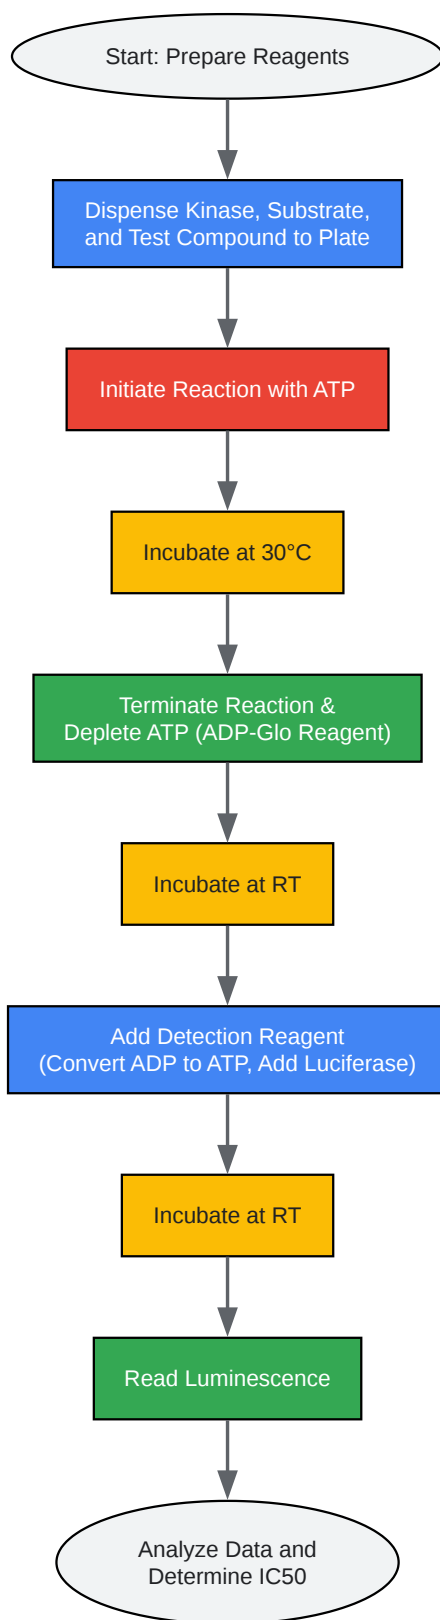 Start: Prepare Reagents
Dispense Kinase, Substrate,
and Test Compound to Plate
Initiate Reaction with ATP
Incubate at 30°C
Terminate Reaction &
Deplete ATP (ADP-Glo Reagent)
Incubate at RT
Add Detection Reagent
(Convert ADP to ATP, Add Luciferase)
Incubate at RT
Read Luminescence
Analyze Data and
Determine IC50